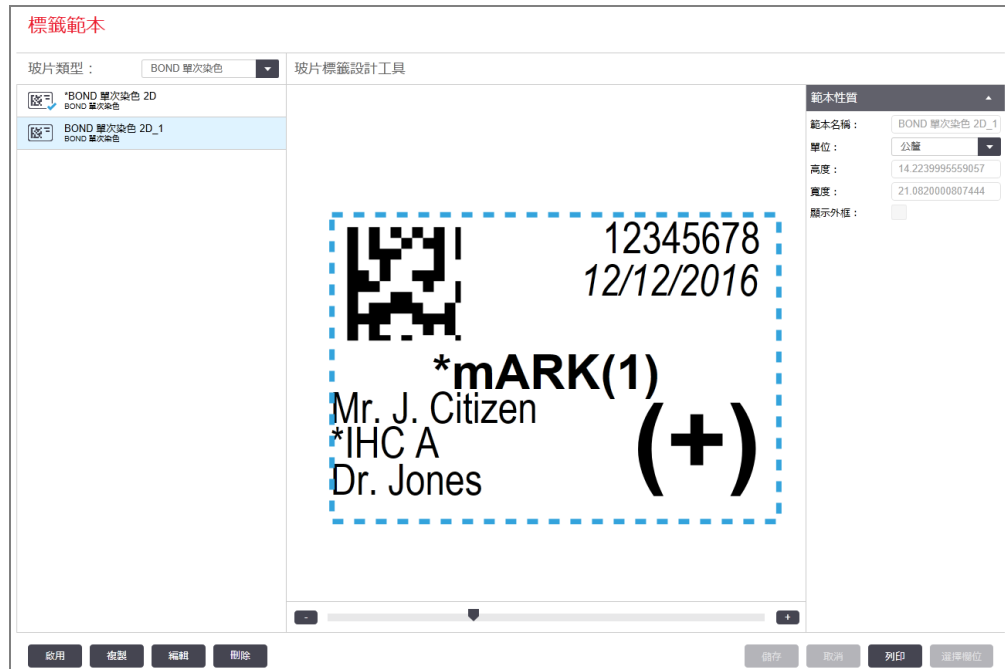 標籤範本
玻片類型： BOND 單次染色
玻片標籤設計工具
*BOND 單次染色 2D
BOND 單次染色
BOND 單次染色 2D_1
BOND 單次染色
範本性質
範本名稱： BOND 單次染色 2D_1
單位： 公釐
高度： 14.2239995559057
寬度： 21.0820000807444
顯示外框：
12345678
12/12/2016
*mARK(1)
Mr. J. Citizen
*IHC A
Dr. Jones
(+)
- +
啟用 複製 編輯 刪除 儲存 取消 列印 選擇欄位